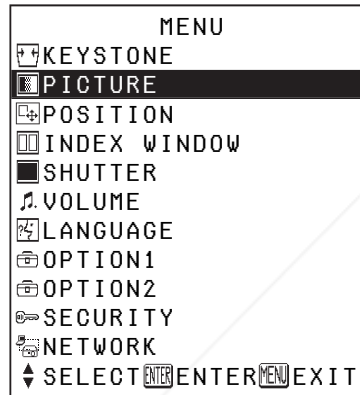 MENU
KEYSTONE
PICTURE
POSITION
INDEX WINDOW
SHUTTER
VOLUME
LANGUAGE
OPTION1
OPTION2
SECURITY
NETWORK
SELECT ENTER ENTER MENU EXIT